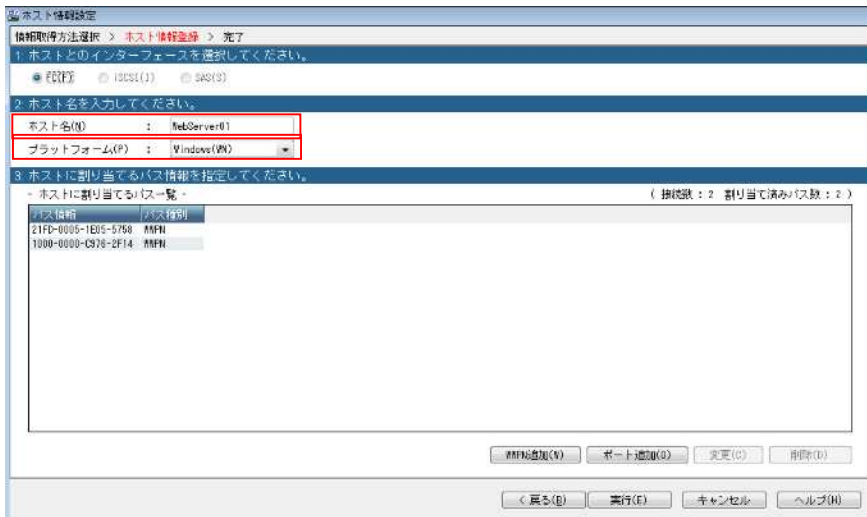 ホスト情報設定
情報取得方法選択 > ホスト情報登録 > 完了
1: ホストとのインターフェースを選択してください。
FC(F) iSCSI(I) SAS(S)
2: ホスト名を入力してください。
ホスト名(N) : WebServer01
プラットフォーム(P) : Windows(WN)
3: ホストに割り当てるパス情報を指定してください。
- ホストに割り当てるパス一覧 - ( 接続数 : 2 割り当て済みパス数 : 2 )
パス情報 パス種別
21FD-0005-1E05-5758 WWPN
1000-0000-C976-2F14 WWPN
WWPN追加(W) ポート追加(O) 変更(C) 削除(D)
< 戻る(B) 実行(E) キャンセル ヘルプ(H)